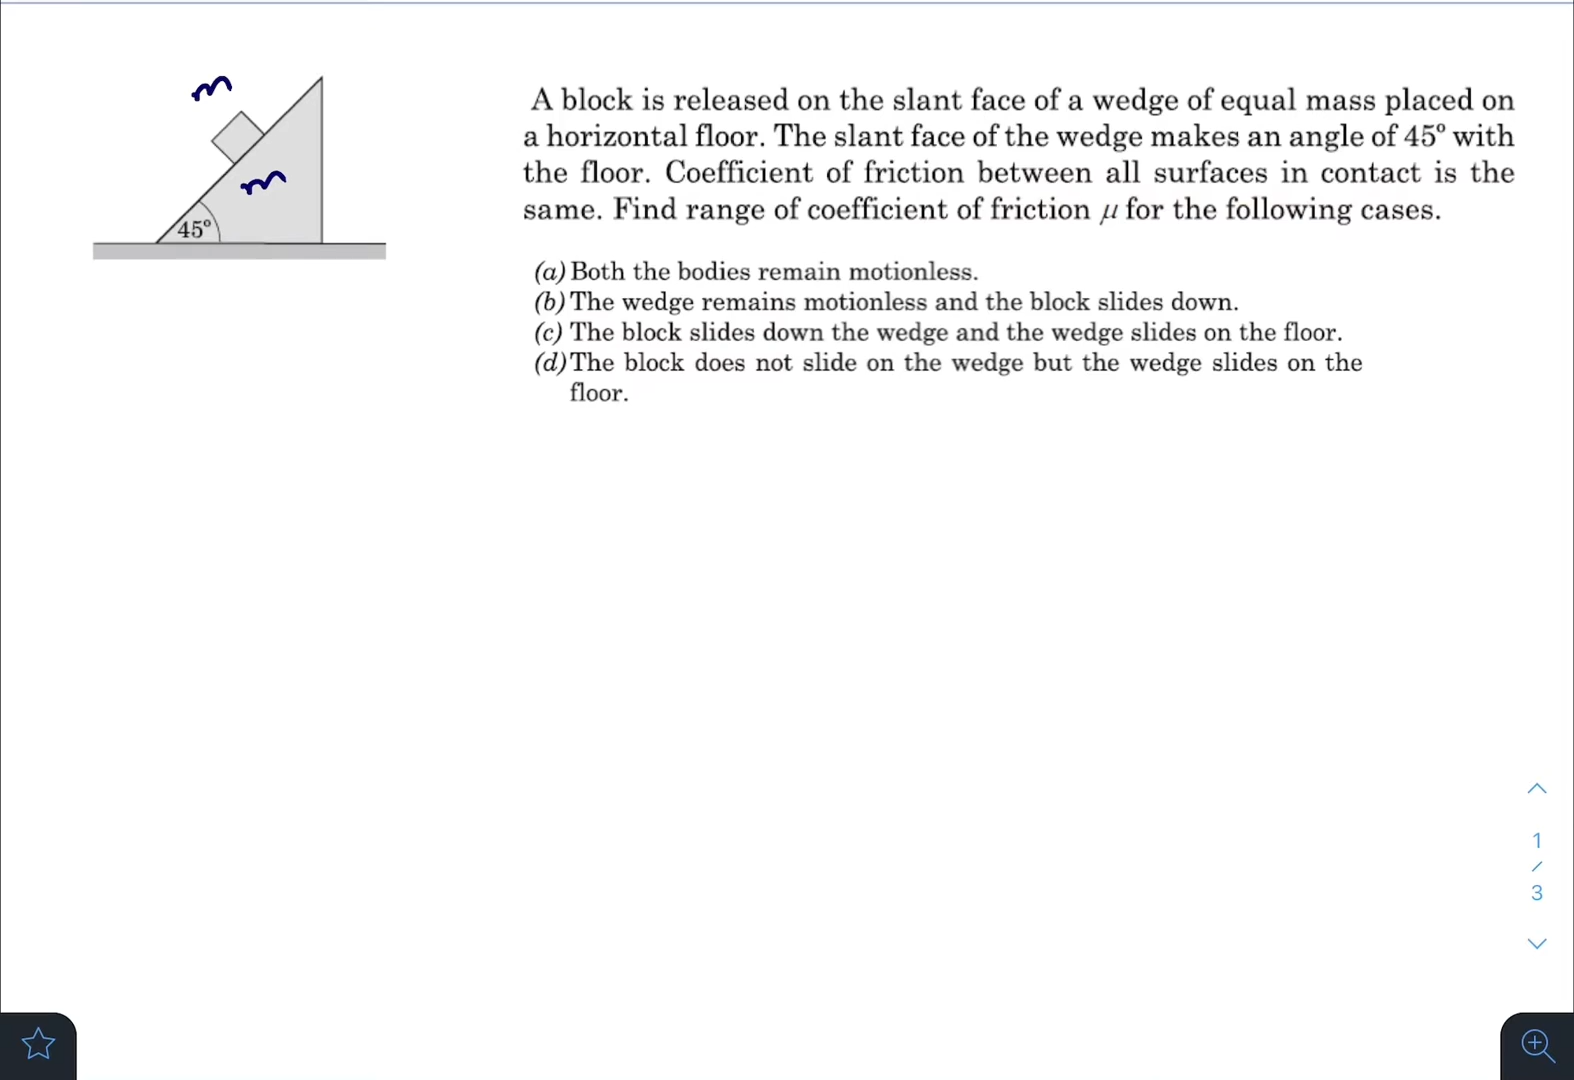 m
m
45°
A block is released on the slant face of a wedge of equal mass placed on
a horizontal floor. The slant face of the wedge makes an angle of 45° with
the floor. Coefficient of friction between all surfaces in contact is the
same. Find range of coefficient of friction μ for the following cases.
(a) Both the bodies remain motionless.
(b) The wedge remains motionless and the block slides down.
(c) The block slides down the wedge and the wedge slides on the floor.
(d) The block does not slide on the wedge but the wedge slides on the
floor.
1
/
3